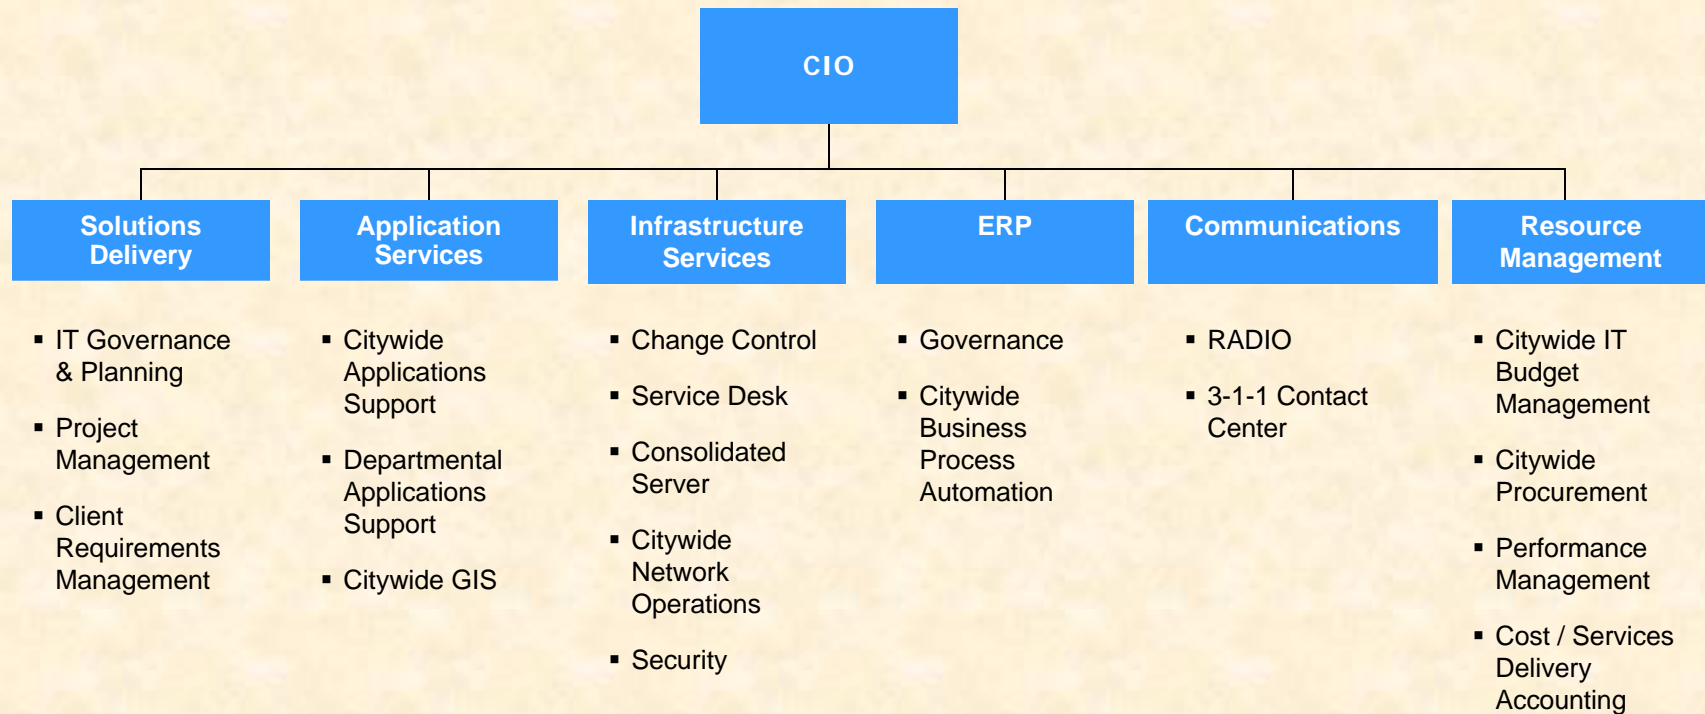 CIO
Solutions
Delivery
▪ IT Governance
& Planning
▪ Project
Management
▪ Client
Requirements
Management
Application
Services
▪ Citywide
Applications
Support
▪ Departmental
Applications
Support
▪ Citywide GIS
Infrastructure
Services
▪ Change Control
▪ Service Desk
▪ Consolidated
Server
▪ Citywide
Network
Operations
▪ Security
ERP
▪ Governance
▪ Citywide
Business
Process
Automation
Communications
▪ RADIO
▪ 3-1-1 Contact
Center
Resource
Management
▪ Citywide IT
Budget
Management
▪ Citywide
Procurement
▪ Performance
Management
▪ Cost / Services
Delivery
Accounting